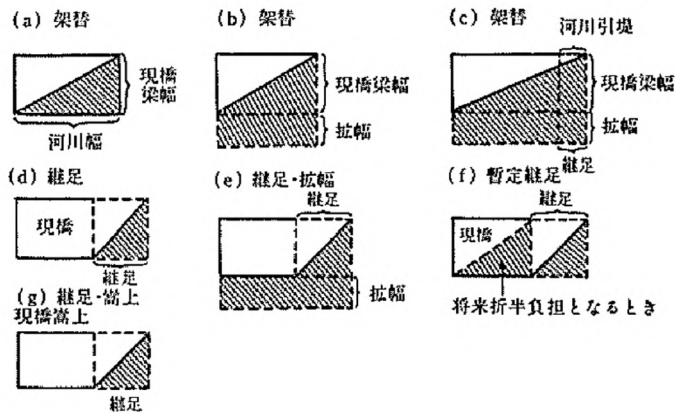 (a) 架替
現橋
梁幅
河川幅
(b) 架替
現橋梁幅
拡幅
(c) 架替
河川引堤
現橋梁幅
拡幅
継足
(d) 継足
現橋
継足
(e) 継足・拡幅
継足
拡幅
(f) 暫定継足
継足
現橋
将来折半負担となるとき
(g) 継足・嵩上
現橋嵩上
継足